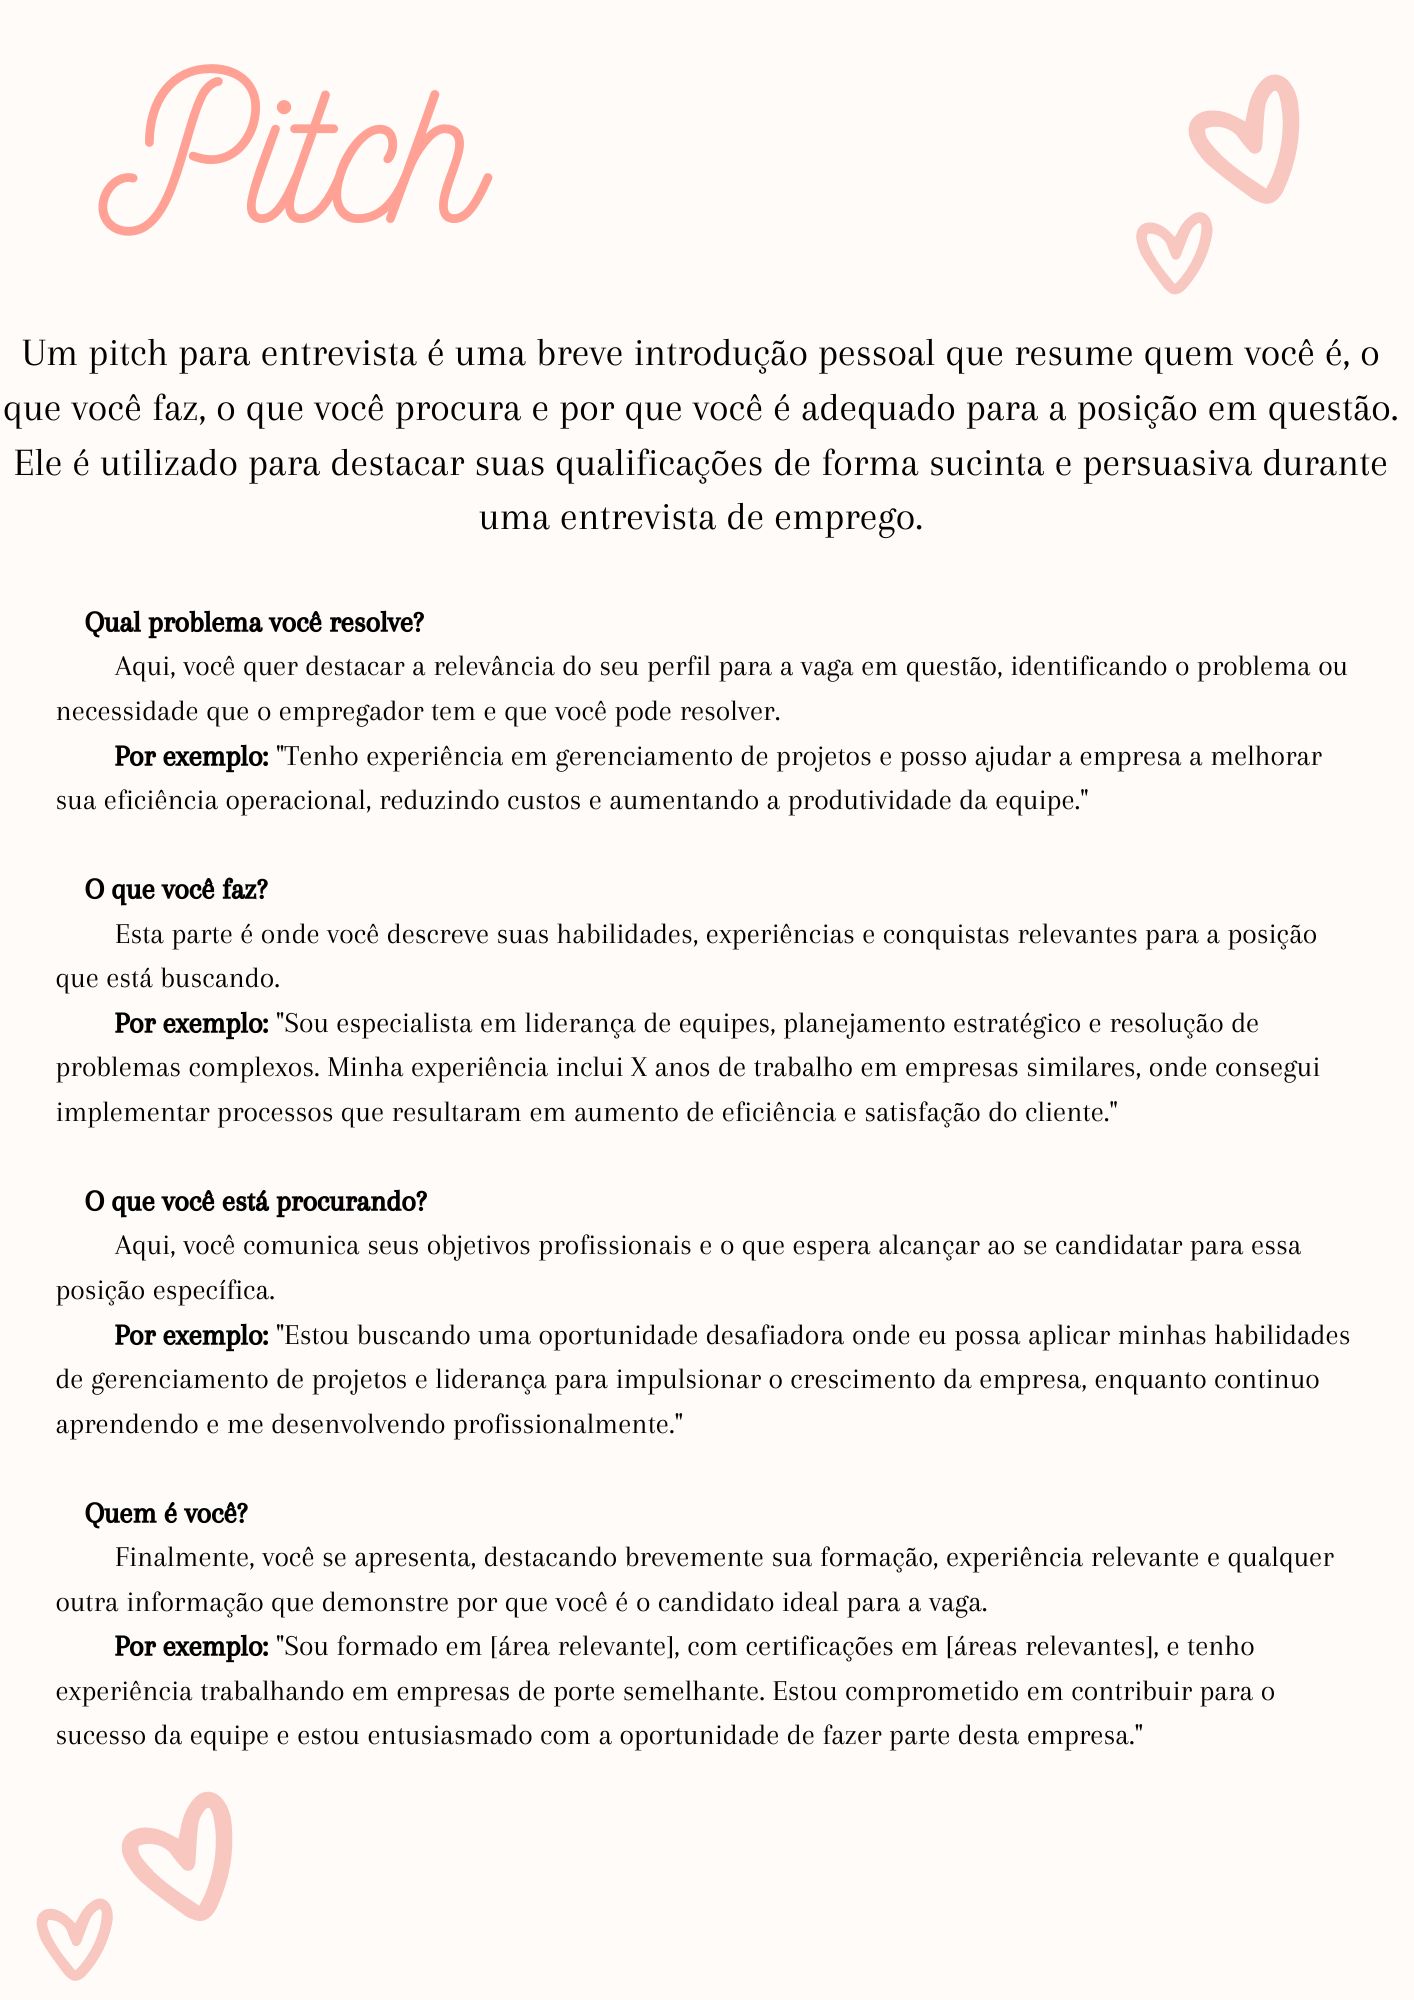 Pitch
Um pitch para entrevista é uma breve introdução pessoal que resume quem você é, o
que você faz, o que você procura e por que você é adequado para a posição em questão.
Ele é utilizado para destacar suas qualificações de forma sucinta e persuasiva durante
uma entrevista de emprego.
Qual problema você resolve?
Aqui, você quer destacar a relevância do seu perfil para a vaga em questão, identificando o problema ou
necessidade que o empregador tem e que você pode resolver.
Por exemplo: "Tenho experiência em gerenciamento de projetos e posso ajudar a empresa a melhorar
sua eficiência operacional, reduzindo custos e aumentando a produtividade da equipe."
O que você faz?
Esta parte é onde você descreve suas habilidades, experiências e conquistas relevantes para a posição
que está buscando.
Por exemplo: "Sou especialista em liderança de equipes, planejamento estratégico e resolução de
problemas complexos. Minha experiência inclui X anos de trabalho em empresas similares, onde consegui
implementar processos que resultaram em aumento de eficiência e satisfação do cliente."
O que você está procurando?
Aqui, você comunica seus objetivos profissionais e o que espera alcançar ao se candidatar para essa
posição específica.
Por exemplo: "Estou buscando uma oportunidade desafiadora onde eu possa aplicar minhas habilidades
de gerenciamento de projetos e liderança para impulsionar o crescimento da empresa, enquanto continuo
aprendendo e me desenvolvendo profissionalmente."
Quem é você?
Finalmente, você se apresenta, destacando brevemente sua formação, experiência relevante e qualquer
outra informação que demonstre por que você é o candidato ideal para a vaga.
Por exemplo: "Sou formado em [área relevante], com certificações em [áreas relevantes], e tenho
experiência trabalhando em empresas de porte semelhante. Estou comprometido em contribuir para o
sucesso da equipe e estou entusiasmado com a oportunidade de fazer parte desta empresa."